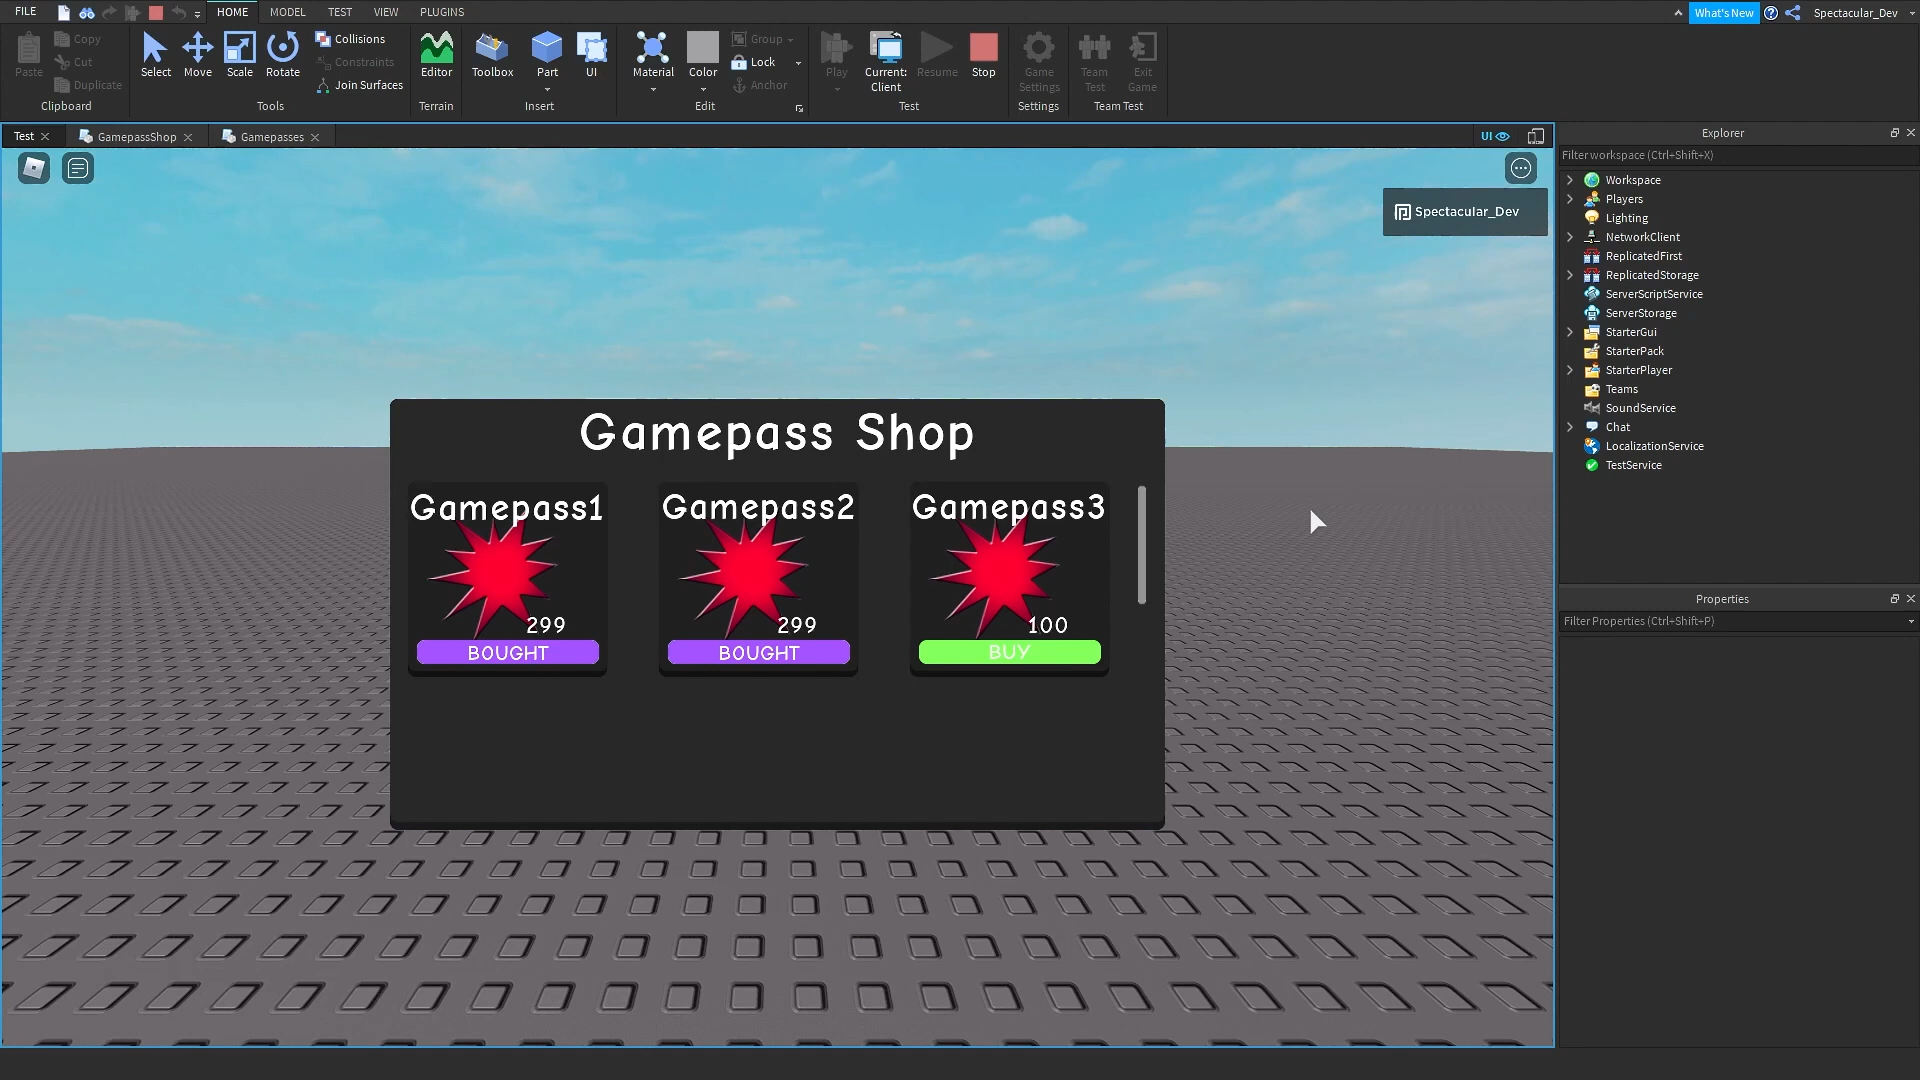 FILE
HOME
MODEL
TEST
VIEW
PLUGINS
What's New
Spectacular_Dev
Paste
Copy
Cut
Duplicate
Clipboard
Select
Move
Scale
Rotate
Collisions
Constraints
Join Surfaces
Tools
Editor
Terrain
Toolbox
Part
UI
Insert
Material
Color
Group
Lock
Anchor
Edit
Play
Current:
Client
Resume
Stop
Test
Game
Settings
Settings
Team
Test
Exit
Game
Team Test
Test
GamepassShop
Gamepasses
UI
Spectacular_Dev
Gamepass Shop
Gamepass1
299
BOUGHT
Gamepass2
299
BOUGHT
Gamepass3
100
BUY
Explorer
Filter workspace (Ctrl+Shift+X)
Workspace
Players
Lighting
NetworkClient
ReplicatedFirst
ReplicatedStorage
ServerScriptService
ServerStorage
StarterGui
StarterPack
StarterPlayer
Teams
SoundService
Chat
LocalizationService
TestService
Properties
Filter Properties (Ctrl+Shift+P)